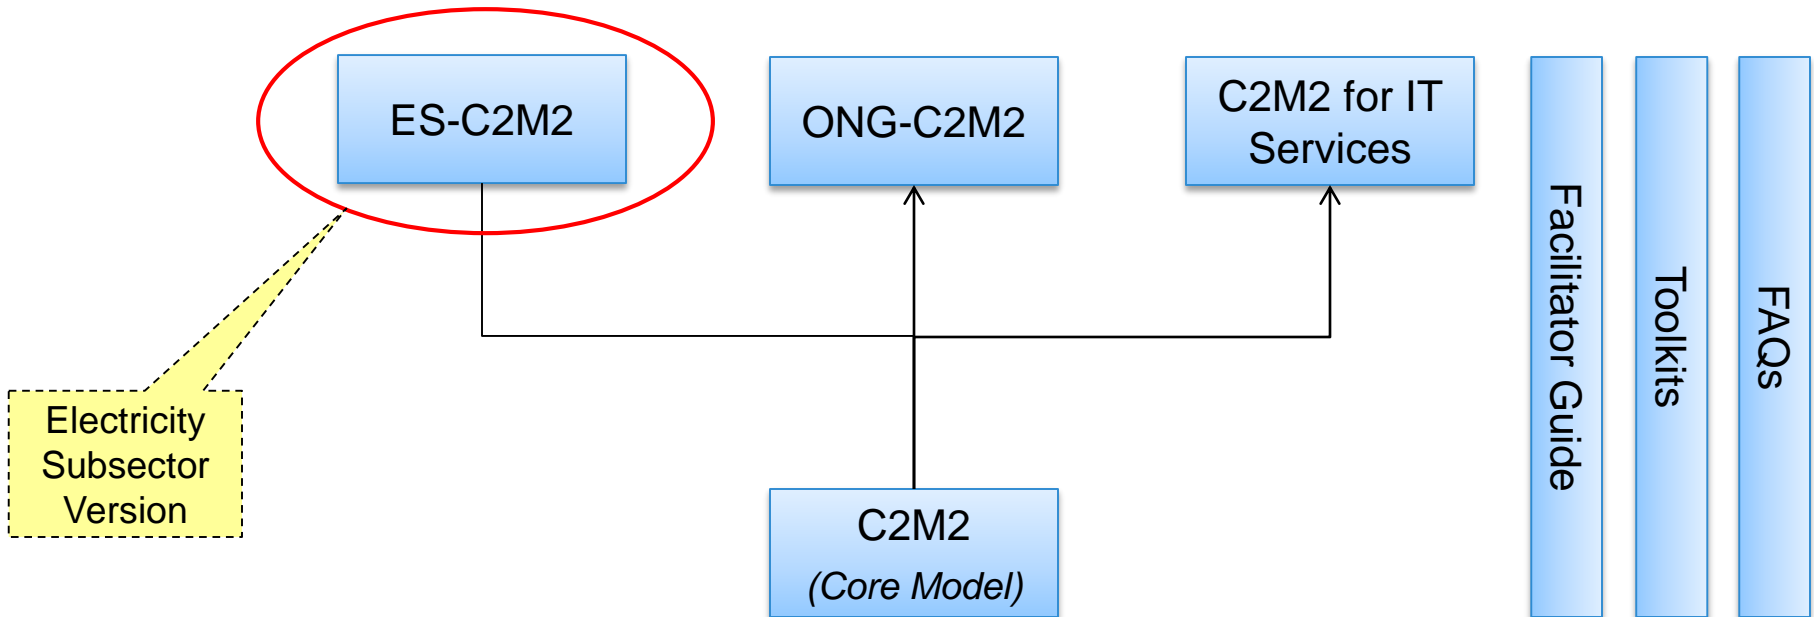 ES-C2M2
ONG-C2M2
C2M2 for IT
Services
Facilitator Guide
Toolkits
FAQs
Electricity
Subsector
Version
C2M2
(Core Model)